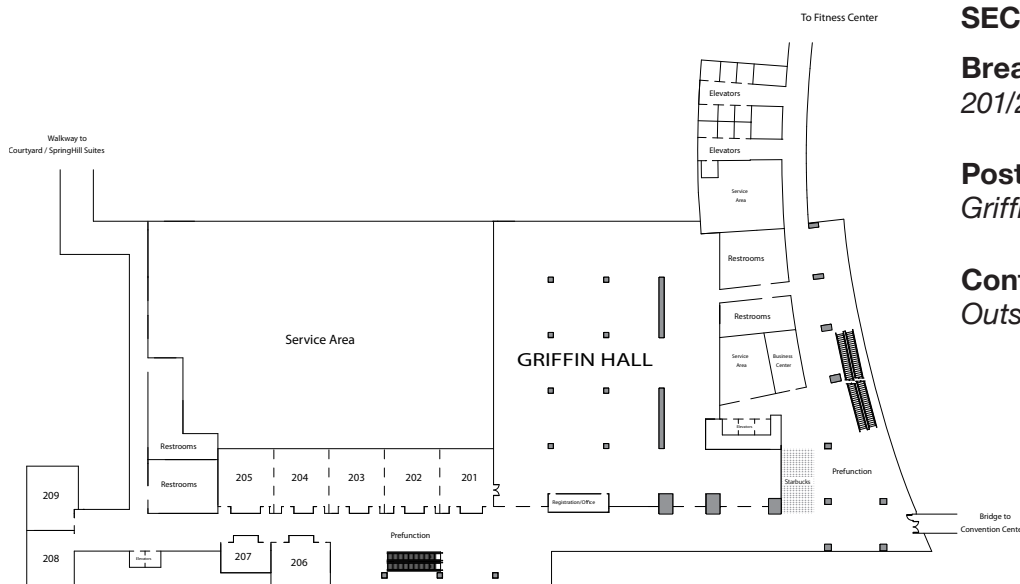 To Fitness Center
SEC
Brea
201/2
Post
Griffi
Cont
Outs
Elevators
Elevators
Walkway to
Courtyard / SpringHill Suites
Service
Area
Restrooms
Restrooms
Service Area
GRIFFIN HALL
Service
Area
Business
Center
Elevators
Restrooms
Restrooms
205
204
203
202
201
Starbucks
Prefunction
Registration/Office
209
208
Bridge to
Convention Cente
Prefunction
Elevators
207
206